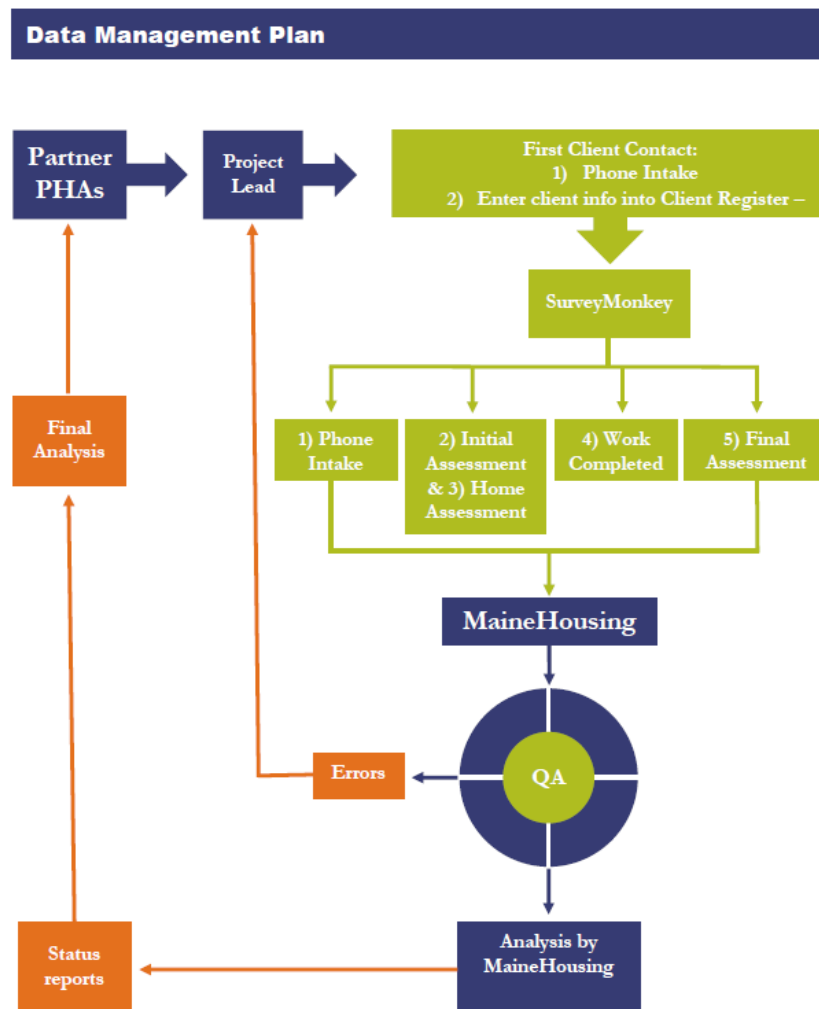 Data Management Plan
Partner
PHAs
Project
Lead
First Client Contact:
1) Phone Intake
2) Enter client info into Client Register –
SurveyMonkey
1) Phone
Intake
2) Initial
Assessment
& 3) Home
Assessment
4) Work
Completed
5) Final
Assessment
Final
Analysis
MaineHousing
QA
Errors
Analysis by
MaineHousing
Status
reports